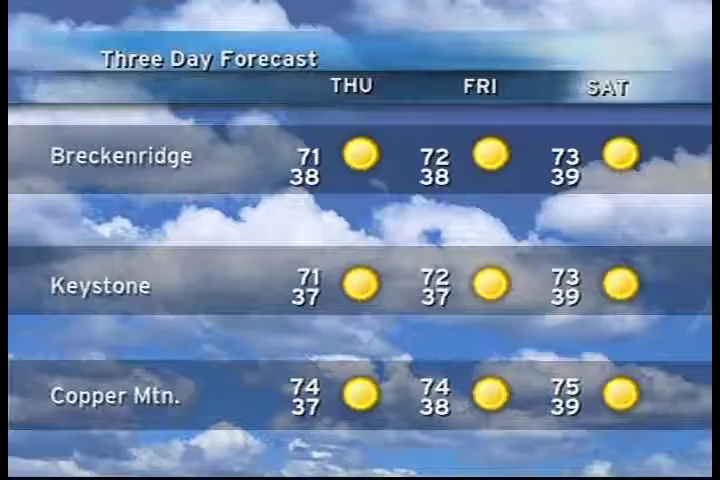 Three Day Forecast
THU FRI SAT
Breckenridge 71 72 73
38 38 39
Keystone 71 72 73
37 37 39
Copper Mtn. 74 74 75
37 38 39